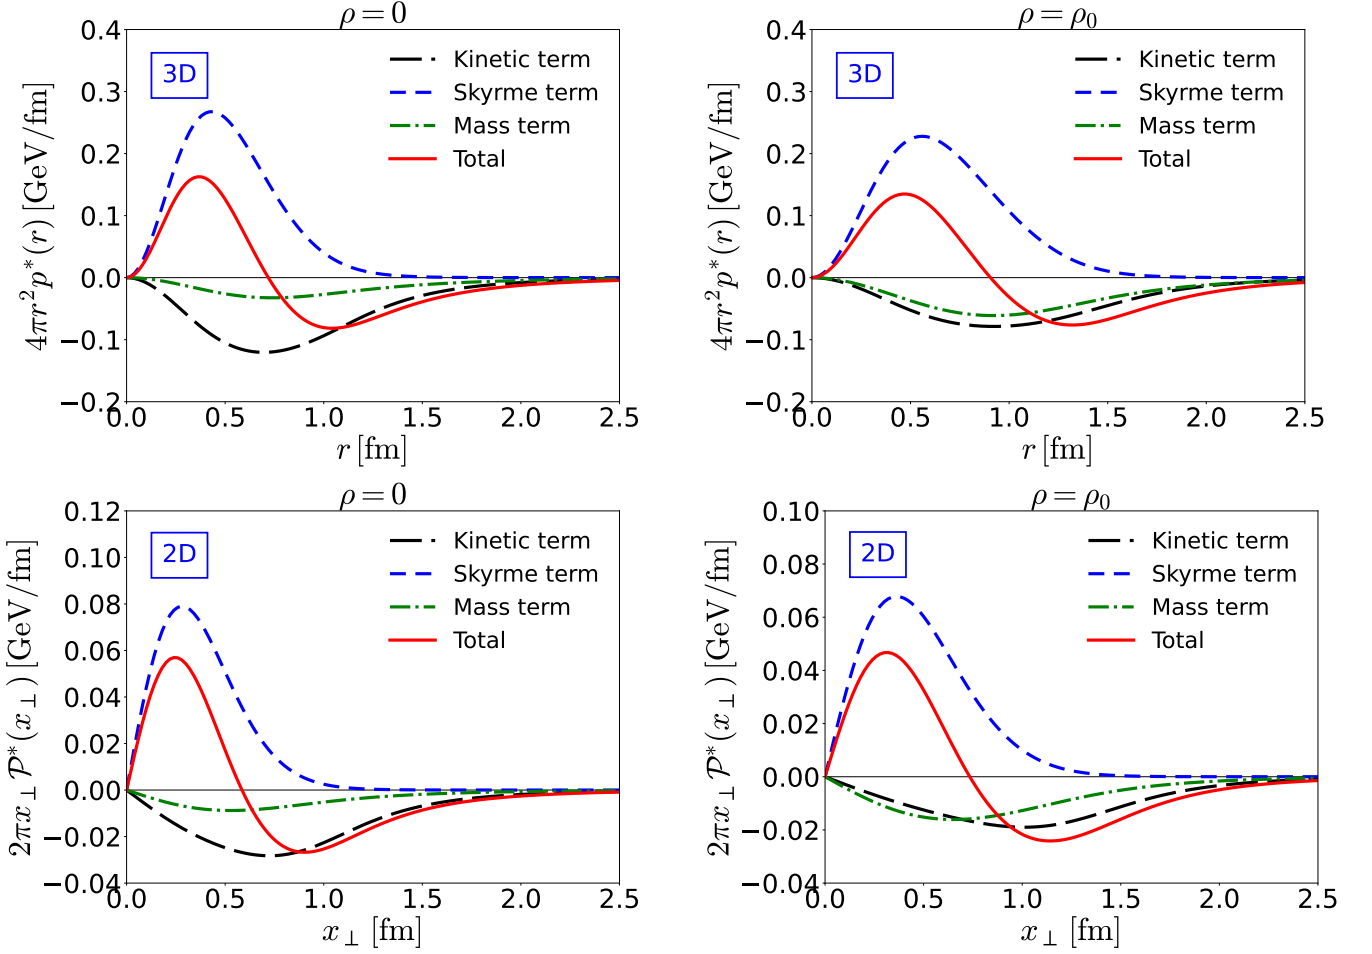 ρ = 0
3D
Kinetic term
Skyrme term
Mass term
Total
0.4
0.3
0.2
0.1
0.0
−0.1
−0.2
4πr²p*(r) [GeV/fm]
0.0 0.5 1.0 1.5 2.0 2.5
r [fm]
ρ = ρ₀
3D
Kinetic term
Skyrme term
Mass term
Total
0.4
0.3
0.2
0.1
0.0
−0.1
−0.2
4πr²p*(r) [GeV/fm]
0.0 0.5 1.0 1.5 2.0 2.5
r [fm]
ρ = 0
2D
Kinetic term
Skyrme term
Mass term
Total
0.12
0.10
0.08
0.06
0.04
0.02
0.00
−0.02
−0.04
2πx⊥𝒫*(x⊥) [GeV/fm]
0.0 0.5 1.0 1.5 2.0 2.5
x⊥ [fm]
ρ = ρ₀
2D
Kinetic term
Skyrme term
Mass term
Total
0.10
0.08
0.06
0.04
0.02
0.00
−0.02
−0.04
2πx⊥𝒫*(x⊥) [GeV/fm]
0.0 0.5 1.0 1.5 2.0 2.5
x⊥ [fm]